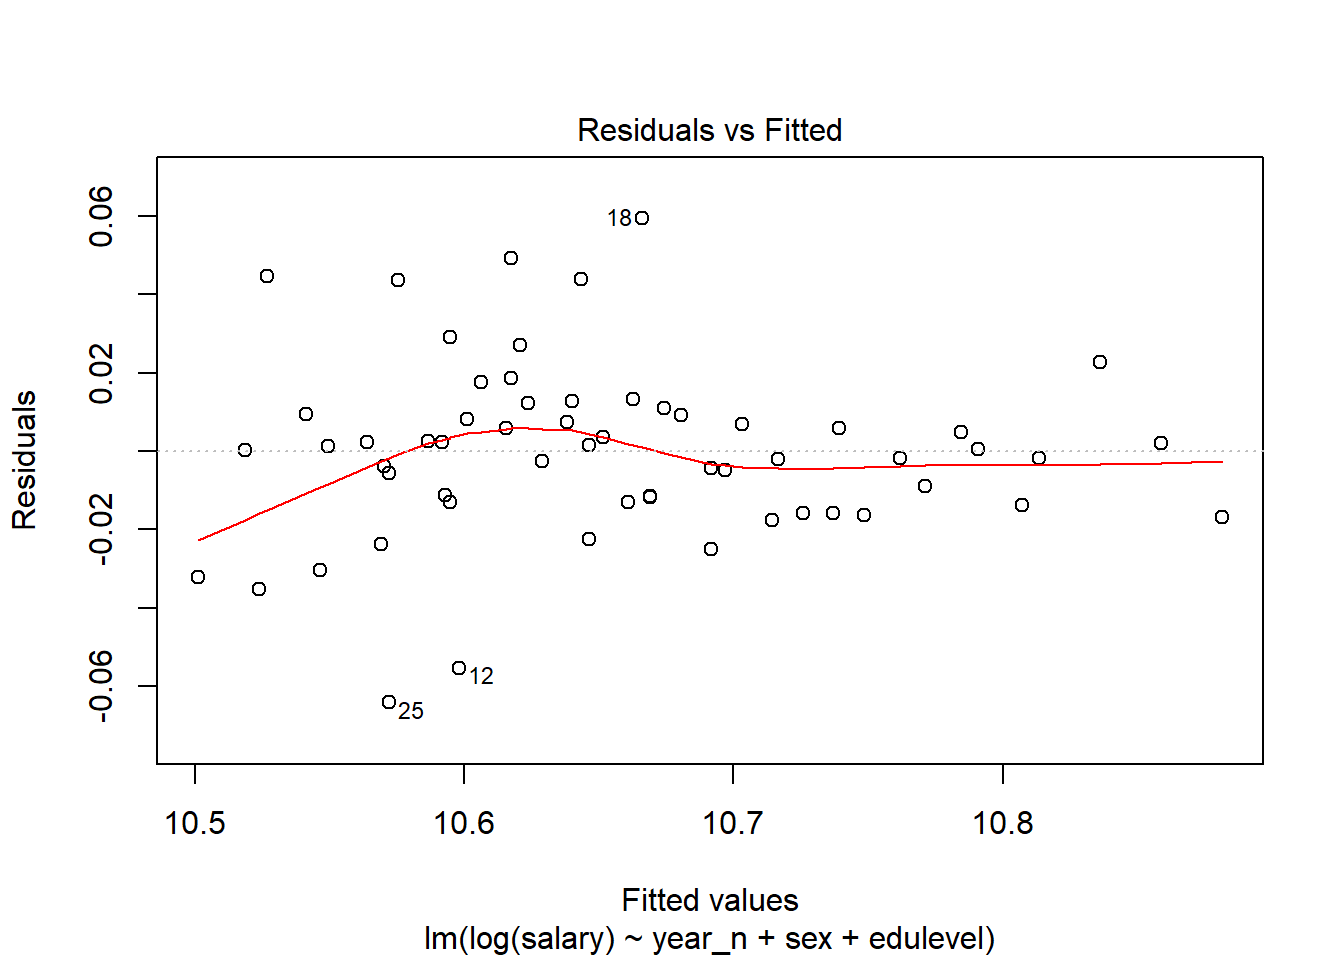 Residuals vs Fitted
Residuals
0.06
0.02
-0.02
-0.06
18
12
25
10.5 10.6 10.7 10.8
Fitted values
lm(log(salary) ~ year_n + sex + edulevel)